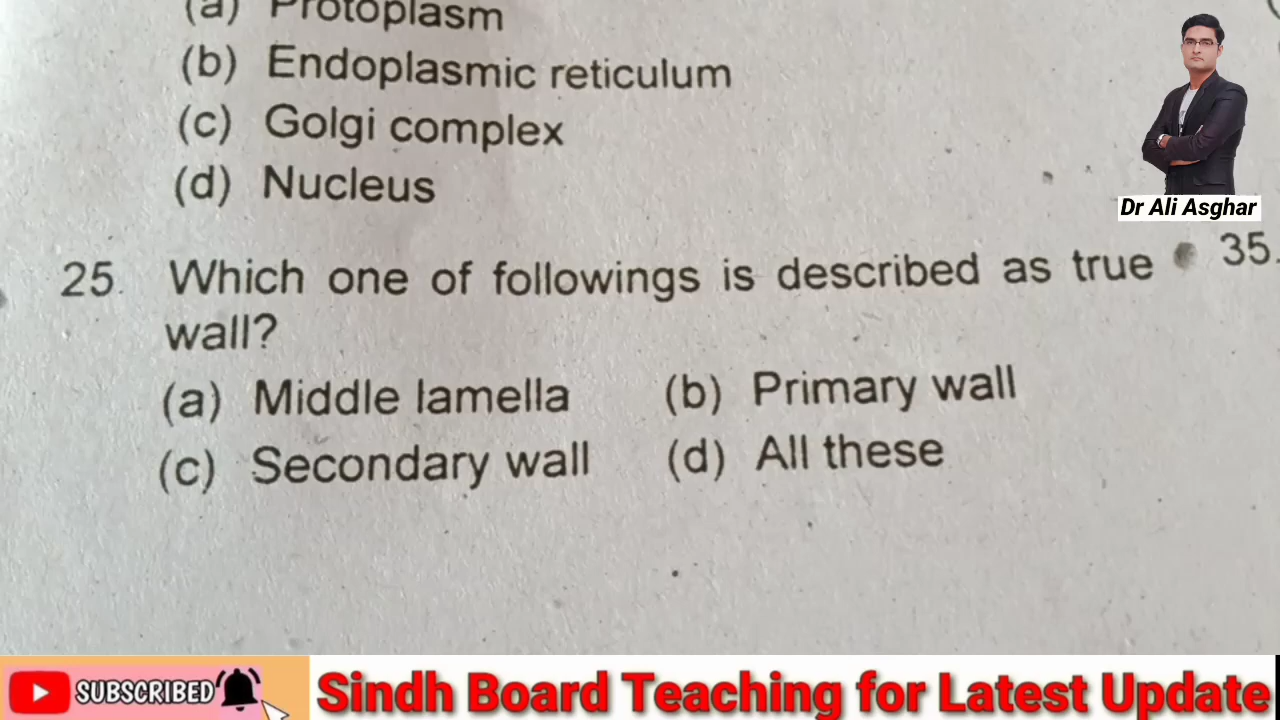 (a) Protoplasm
(b) Endoplasmic reticulum
(c) Golgi complex
(d) Nucleus
Dr Ali Asghar
25. Which one of followings is described as true
wall?
35.
(a) Middle lamella (b) Primary wall
(c) Secondary wall (d) All these
SUBSCRIBED
Sindh Board Teaching for Latest Update